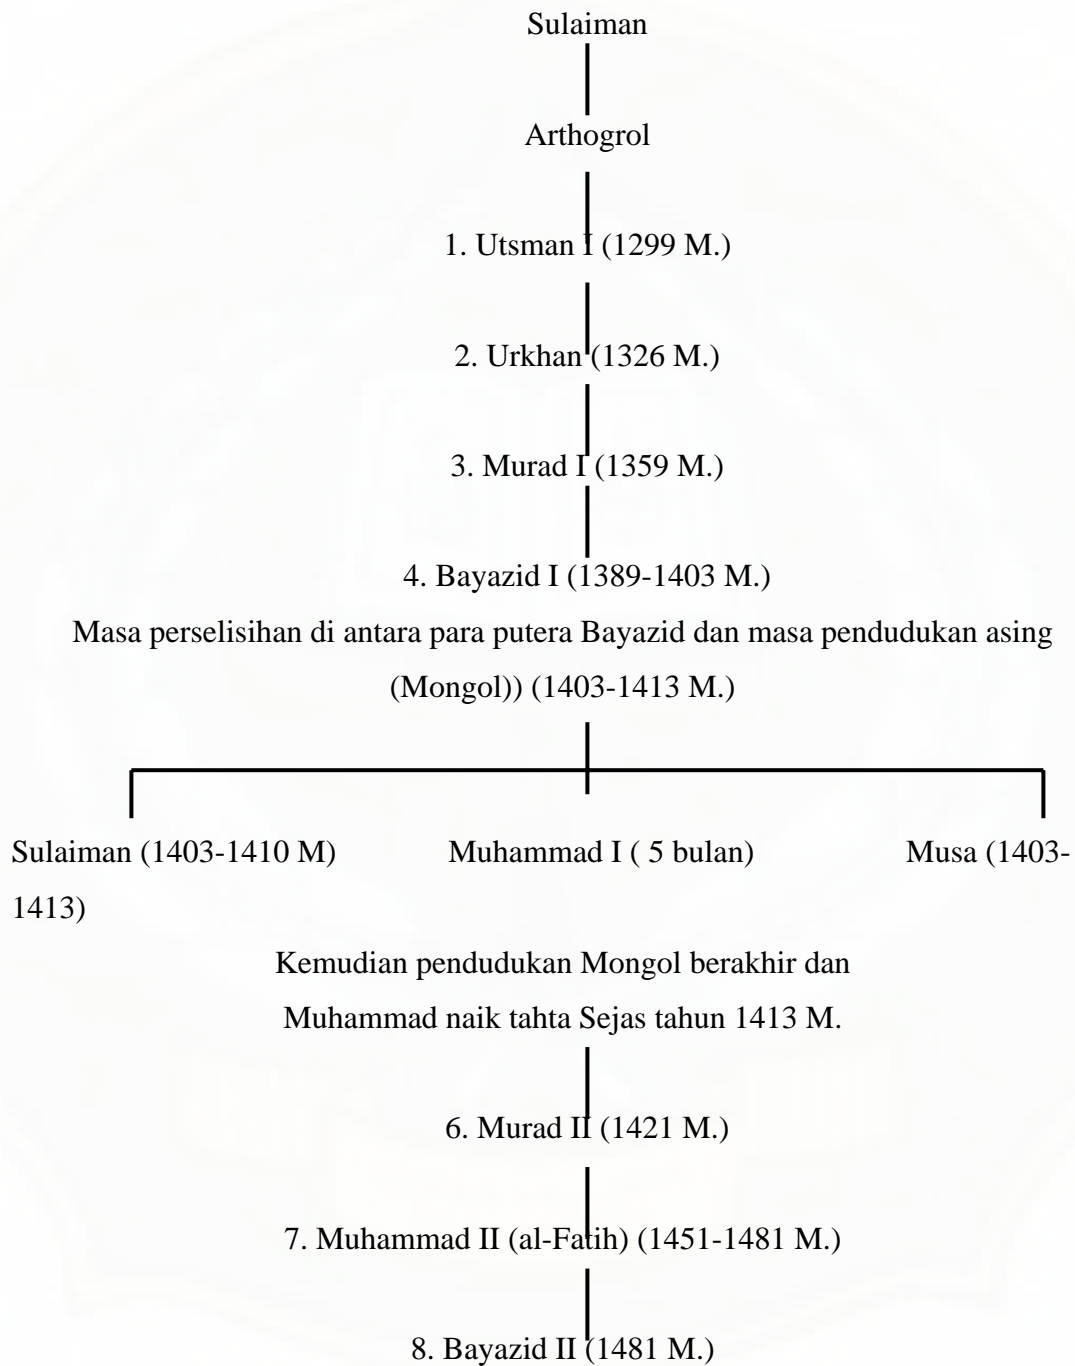 Sulaiman
Arthogrol
1. Utsman I (1299 M.)
2. Urkhan (1326 M.)
3. Murad I (1359 M.)
4. Bayazid I (1389-1403 M.)
Masa perselisihan di antara para putera Bayazid dan masa pendudukan asing
(Mongol)) (1403-1413 M.)
Sulaiman (1403-1410 M) Muhammad I ( 5 bulan) Musa (1403-
1413)
Kemudian pendudukan Mongol berakhir dan
Muhammad naik tahta Sejas tahun 1413 M.
6. Murad II (1421 M.)
7. Muhammad II (al-Fatih) (1451-1481 M.)
8. Bayazid II (1481 M.)